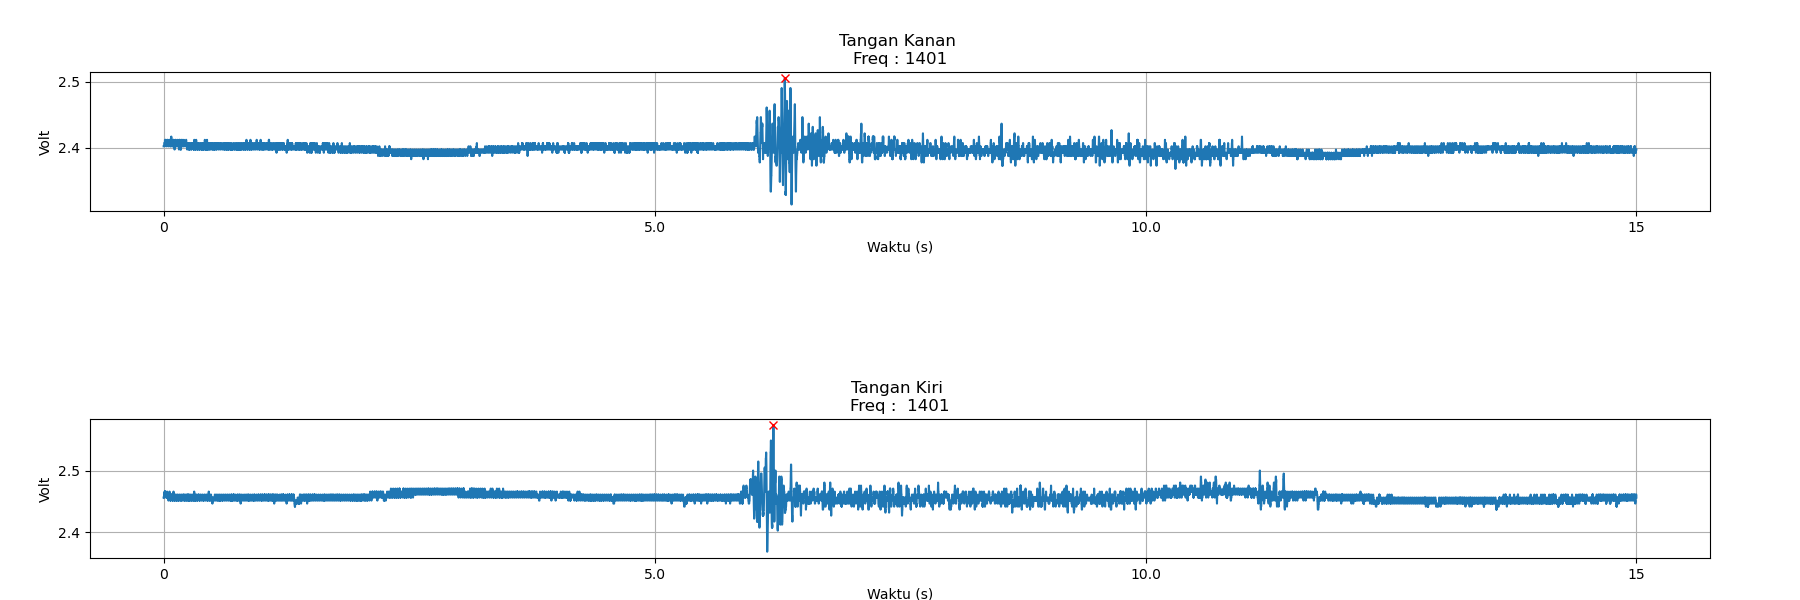 Tangan Kanan
Freq : 1401
2.5
2.4
Volt
0
5.0
10.0
15
Waktu (s)
Tangan Kiri
Freq :  1401
2.5
2.4
Volt
0
5.0
10.0
15
Waktu (s)